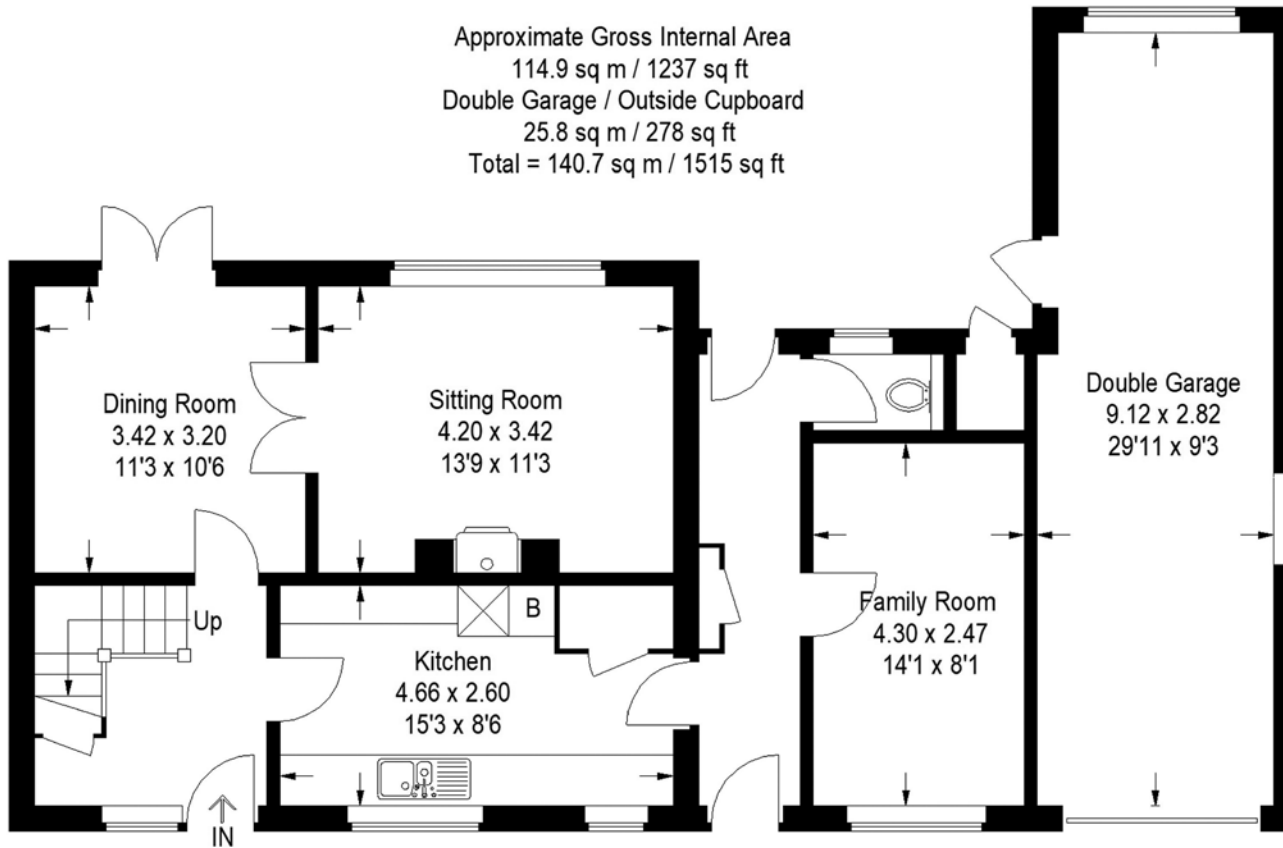 Approximate Gross Internal Area
114.9 sq m / 1237 sq ft
Double Garage / Outside Cupboard
25.8 sq m / 278 sq ft
Total = 140.7 sq m / 1515 sq ft
Dining Room
3.42 x 3.20
11'3 x 10'6
Sitting Room
4.20 x 3.42
13'9 x 11'3
Double Garage
9.12 x 2.82
29'11 x 9'3
Up
B
Kitchen
4.66 x 2.60
15'3 x 8'6
Family Room
4.30 x 2.47
14'1 x 8'1
IN